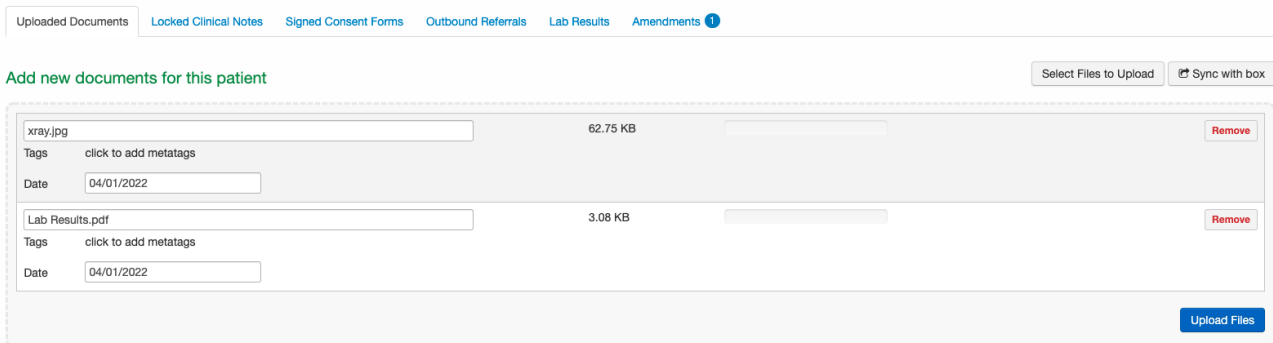 Uploaded Documents Locked Clinical Notes Signed Consent Forms Outbound Referrals Lab Results Amendments 1
Add new documents for this patient Select Files to Upload Sync with box
xray.jpg 62.75 KB Remove
Tags click to add metatags
Date 04/01/2022
Lab Results.pdf 3.08 KB Remove
Tags click to add metatags
Date 04/01/2022
Upload Files